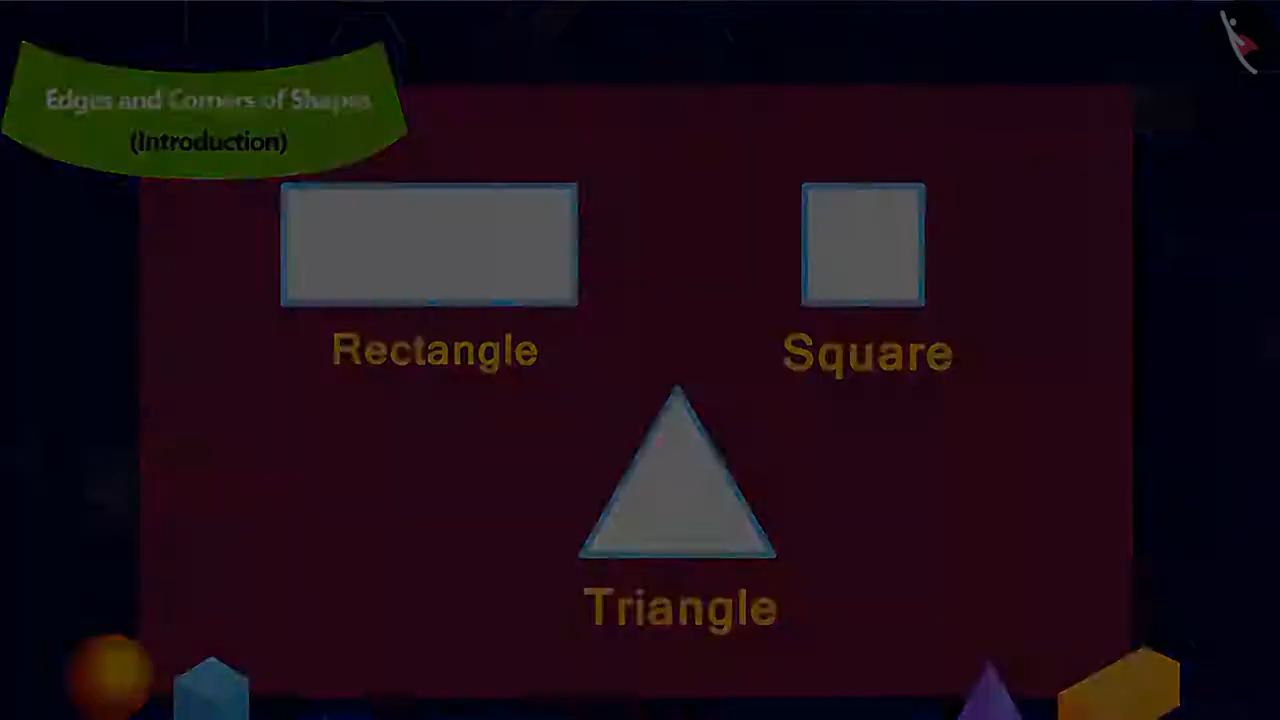 Edges and Corners of Shapes
(Introduction)
Rectangle
Square
Triangle